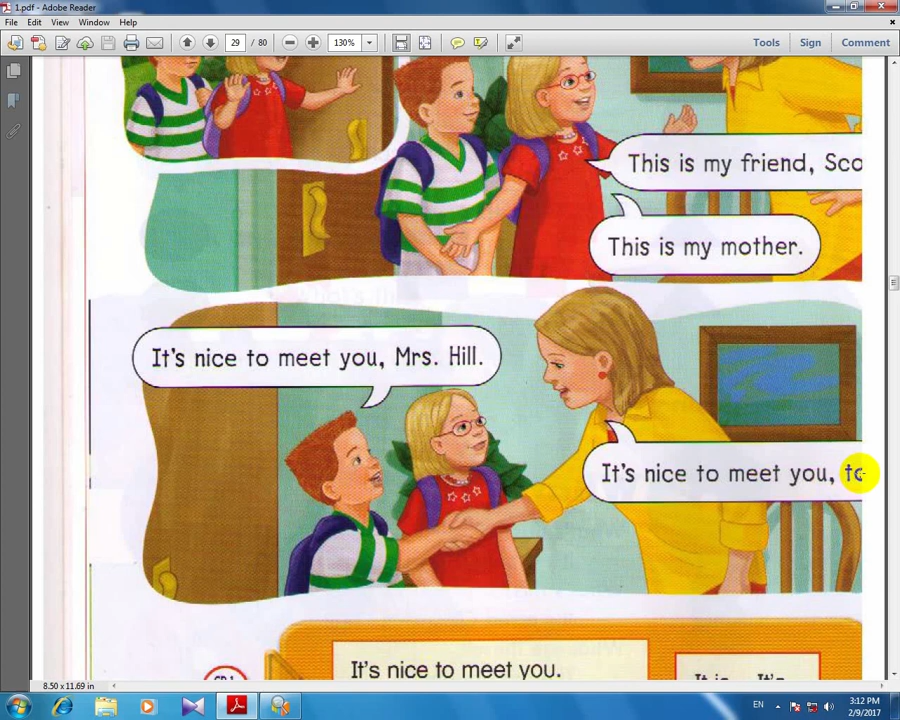 1.pdf - Adobe Reader
File Edit View Window Help
29 / 80 130% Tools Sign Comment
This is my friend,
This is my mother.
It's nice to meet you, Mrs. Hill.
It's nice to meet you,
It's nice to meet you.
8.50 x 11.69 in
EN 3:12 PM
2/9/2017